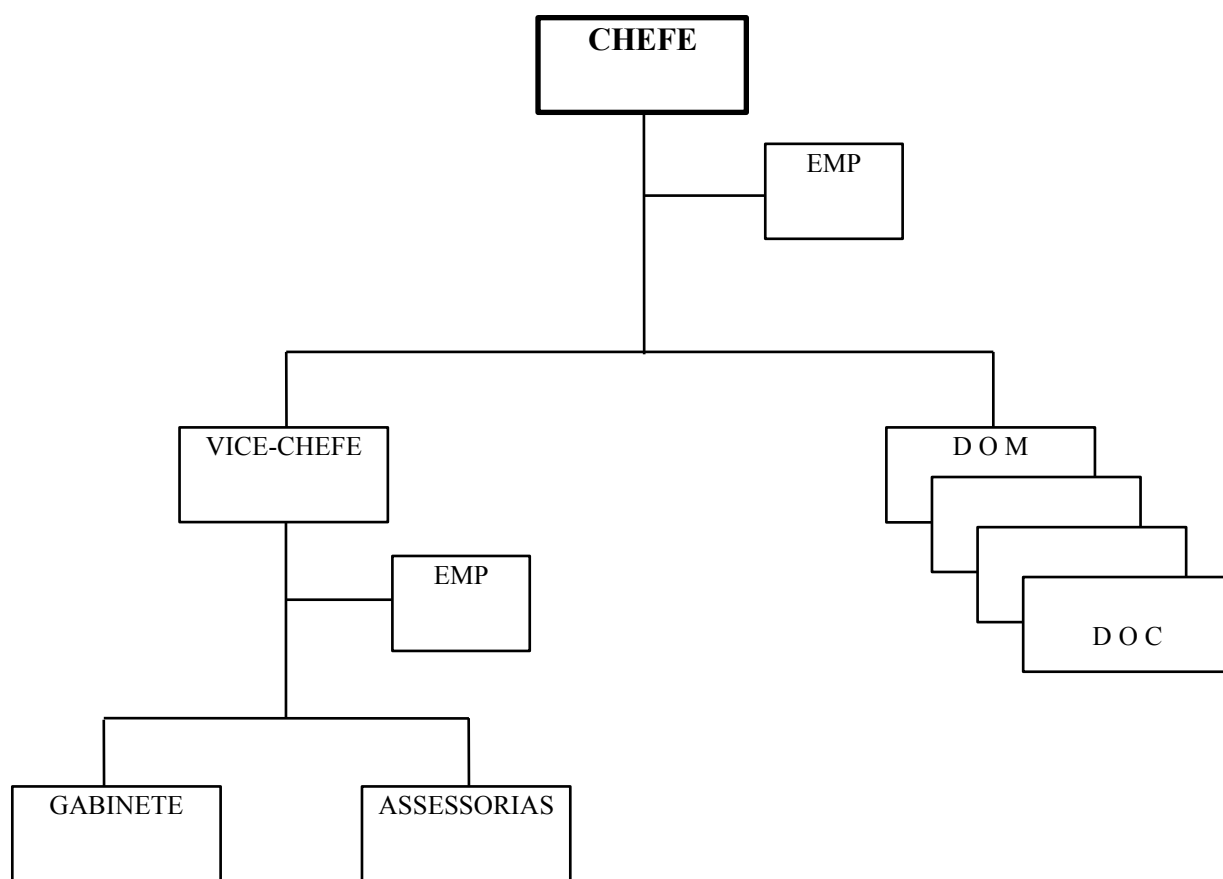 CHEFE
EMP
VICE-CHEFE
D O M
EMP
D O C
GABINETE
ASSESSORIAS